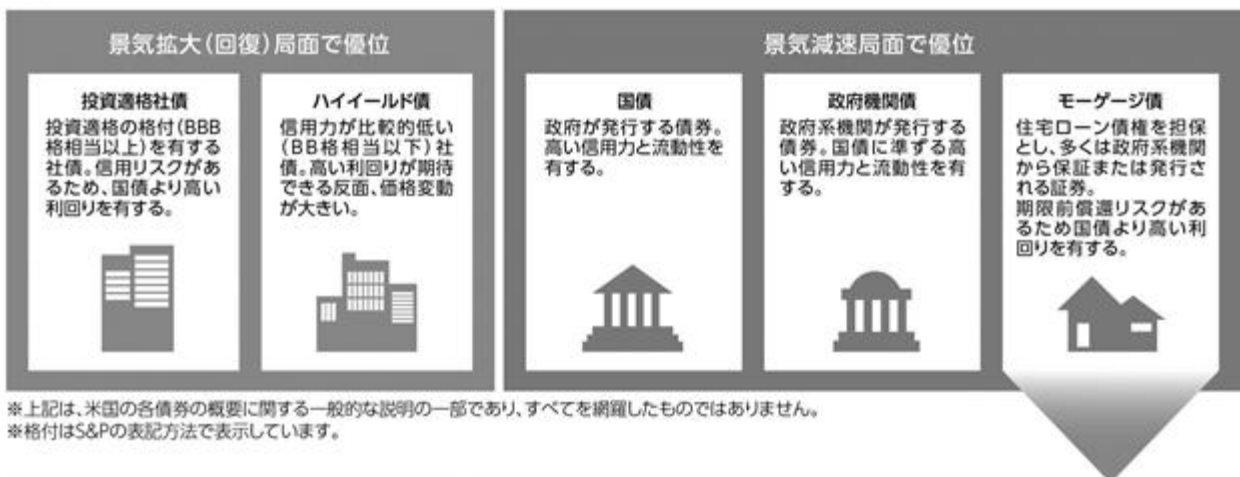 景気拡大(回復)局面で優位
投資適格社債
投資適格の格付(BBB
格相当以上)を有する
社債。信用リスクがあ
るため、国債より高い
利回りを有する。
ハイイールド債
信用力が比較的低い
(BB格相当以下)社
債。高い利回りが期待
できる反面、価格変動
が大きい。
景気減速局面で優位
国債
政府が発行する債券。
高い信用力と流動性を
有する。
政府機関債
政府系機関が発行する
債券。国債に準ずる高
い信用力と流動性を有
する。
モーゲージ債
住宅ローン債権を担保
とし、多くは政府系機関
から保証または発行さ
れる証券。
期限前償還リスクがあ
るため国債より高い利
回りを有する。
※上記は、米国の各債券の概要に関する一般的な説明の一部であり、すべてを網羅したものではありません。
※格付はS&Pの表記方法で表示しています。